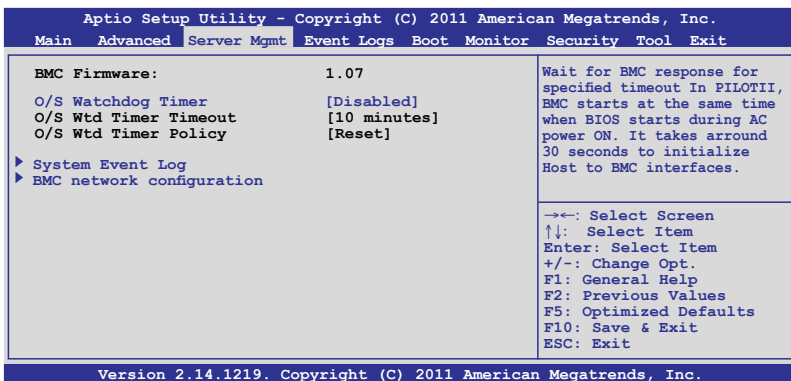 Aptio Setup Utility - Copyright (C) 2011 American Megatrends, Inc.
Main Advanced Server Mgmt Event Logs Boot Monitor Security Tool Exit
BMC Firmware: 1.07
O/S Watchdog Timer [Disabled]
O/S Wtd Timer Timeout [10 minutes]
O/S Wtd Timer Policy [Reset]
System Event Log
BMC network configuration
Wait for BMC response for
specified timeout In PILOTII,
BMC starts at the same time
when BIOS starts during AC
power ON. It takes arround
30 seconds to initialize
Host to BMC interfaces.
→←: Select Screen
↑↓: Select Item
Enter: Select Item
+/-: Change Opt.
F1: General Help
F2: Previous Values
F5: Optimized Defaults
F10: Save & Exit
ESC: Exit
Version 2.14.1219. Copyright (C) 2011 American Megatrends, Inc.